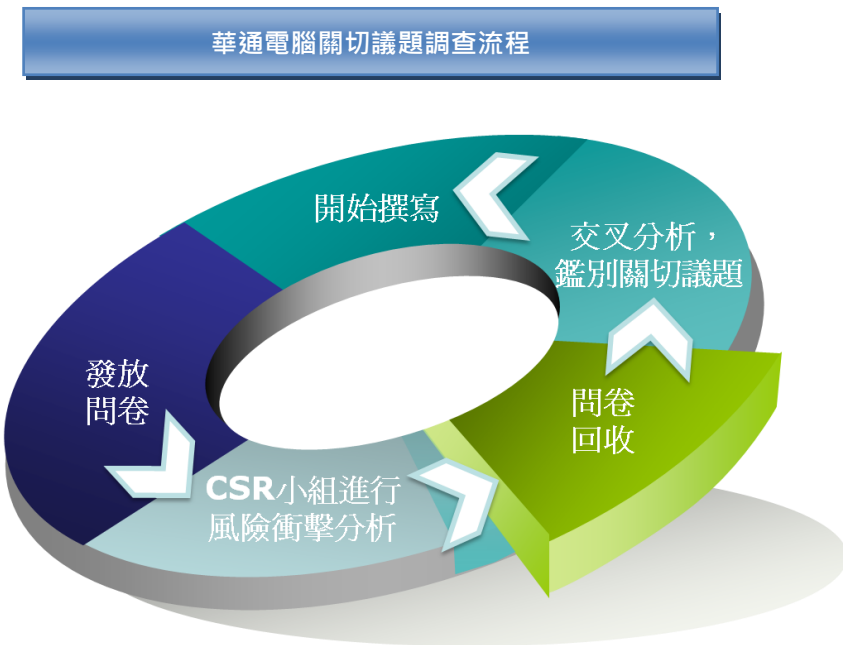 華通電腦關切議題調查流程
開始撰寫
交叉分析，
鑑別關切議題
發放
問卷
問卷
回收
CSR小組進行
風險衝擊分析